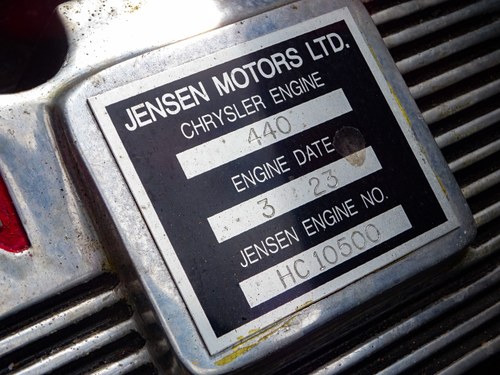 JENSEN MOTORS LTD.
CHRYSLER ENGINE
440
ENGINE DATE
3 23
JENSEN ENGINE NO.
HC 10500